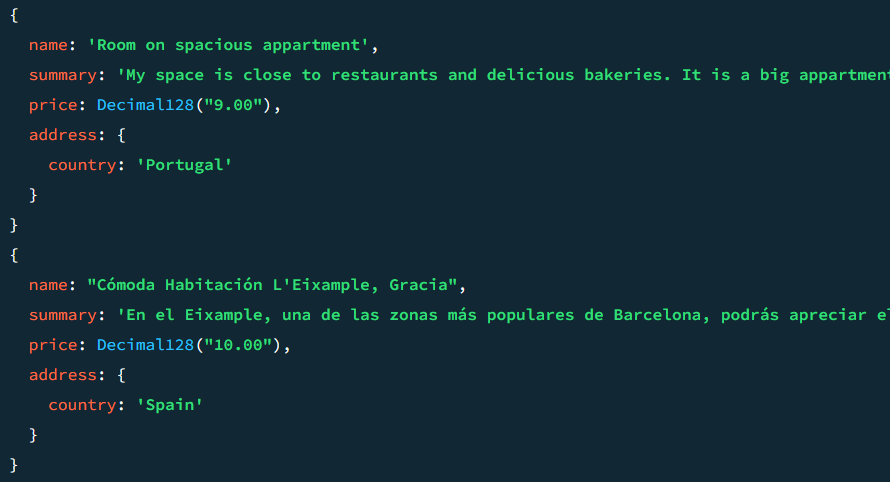 {
name: 'Room on spacious appartment',
summary: 'My space is close to restaurants and delicious bakeries. It is a big appartment
price: Decimal128("9.00"),
address: {
country: 'Portugal'
}
}
{
name: "Cómoda Habitación L'Eixample, Gracia",
summary: 'En el Eixample, una de las zonas más populares de Barcelona, podrás apreciar el
price: Decimal128("10.00"),
address: {
country: 'Spain'
}
}